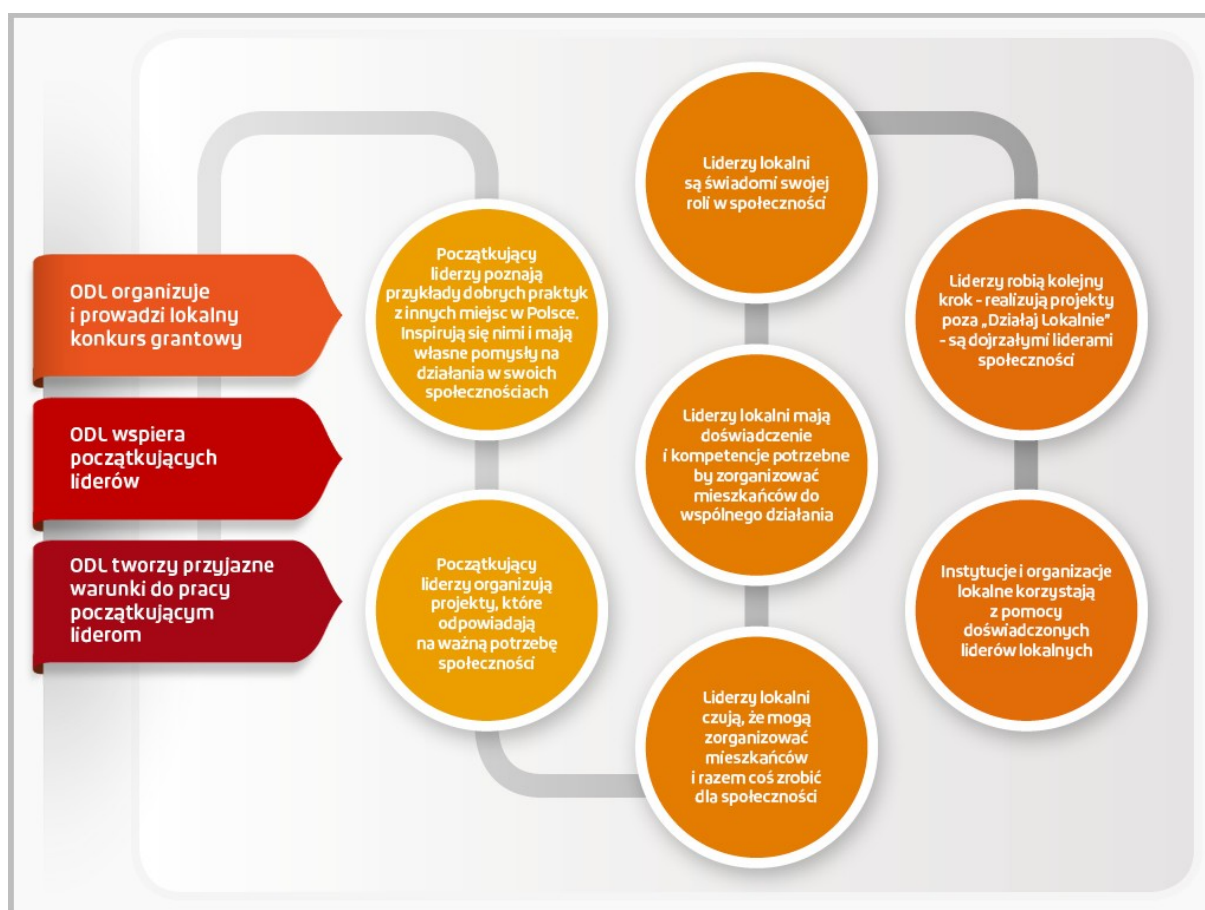 ODL organizuje
i prowadzi lokalny
konkurs grantowy
ODL wspiera
początkujących
liderów
ODL tworzy przyjazne
warunki do pracy
początkującym
liderom
Początkujący
liderzy poznają
przykłady dobrych praktyk
z innych miejsc w Polsce.
Inspirują się nimi i mają
własne pomysły na
działania w swoich
społecznościach
Początkujący
liderzy organizują
projekty, które
odpowiadają
na ważną potrzebę
społeczności
Liderzy lokalni
są świadomi swojej
roli w społeczności
Liderzy lokalni mają
doświadczenie
i kompetencje potrzebne
by zorganizować
mieszkańców do
wspólnego działania
Liderzy lokalni
czują, że mogą
zorganizować
mieszkańców
i razem coś zrobić
dla społeczności
Liderzy robią kolejny
krok - realizują projekty
poza „Działaj Lokalnie”
- są dojrzałymi liderami
społeczności
Instytucje i organizacje
lokalne korzystają
z pomocy
doświadczonych
liderów lokalnych